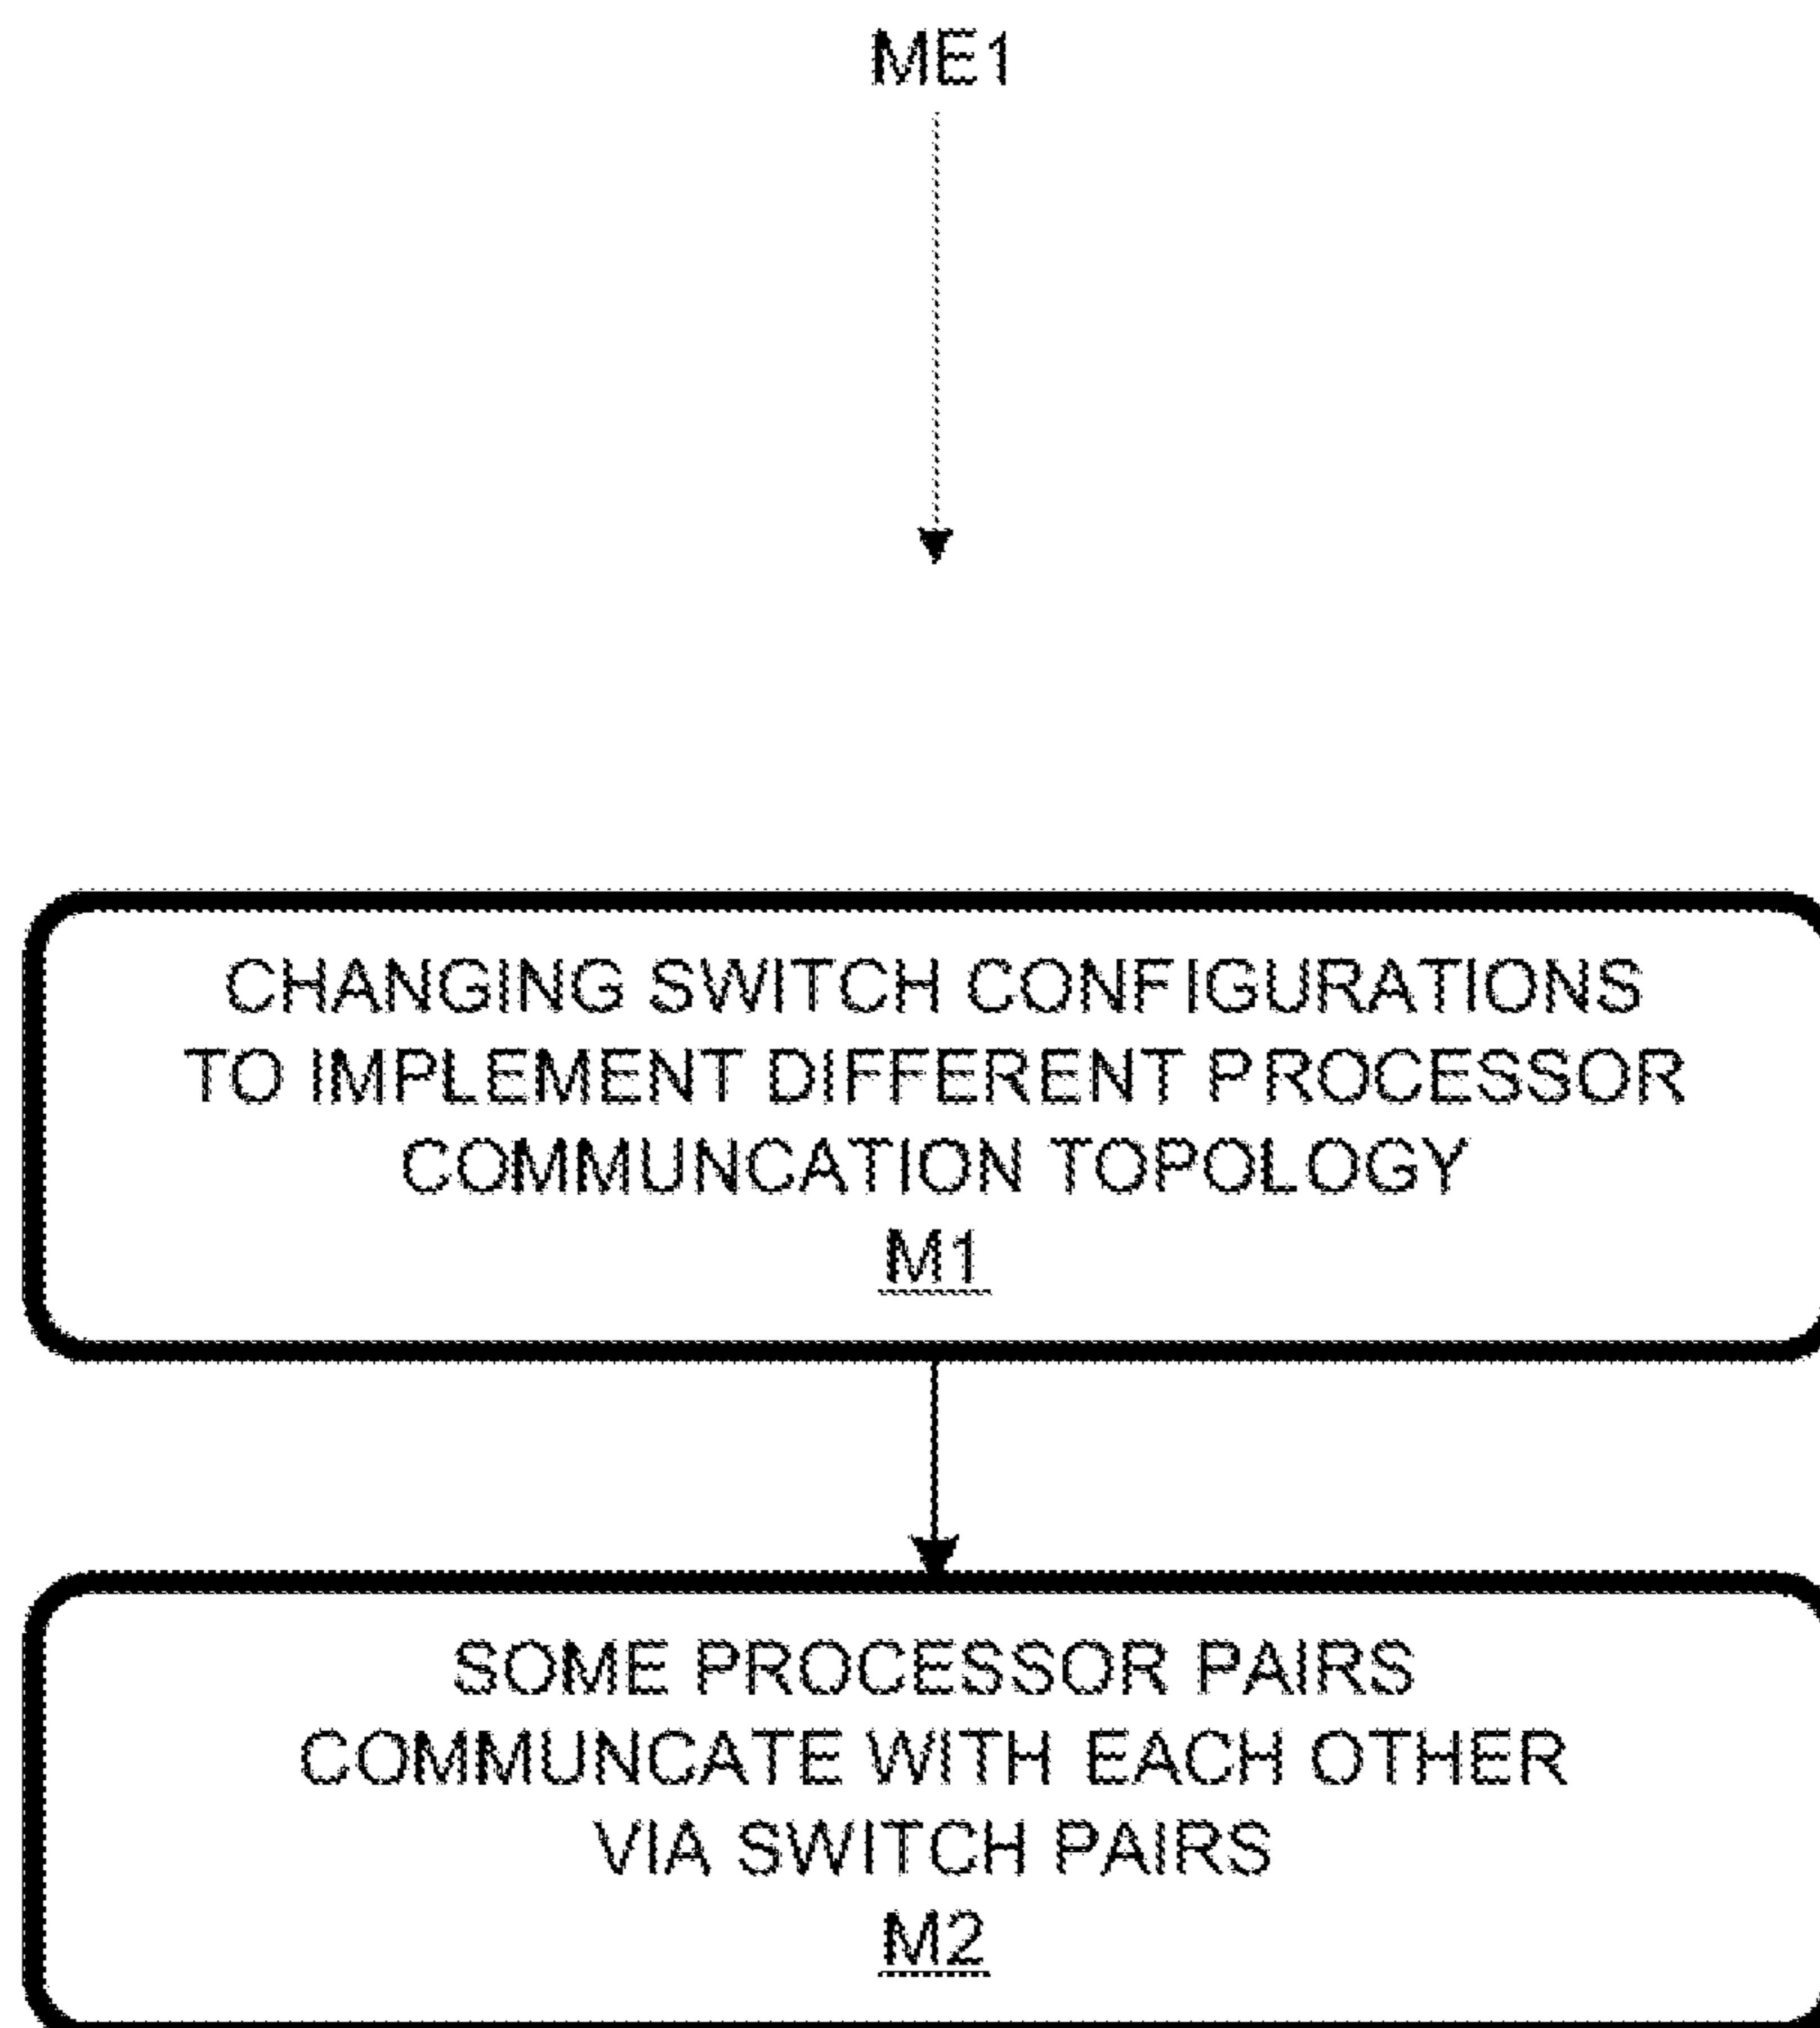 ME1
CHANGING SWITCH CONFIGURATIONS
TO IMPLEMENT DIFFERENT PROCESSOR
COMMUNCATION TOPOLOGY
M1
SOME PROCESSOR PAIRS
COMMUNCATE WITH EACH OTHER
VIA SWITCH PAIRS
M2